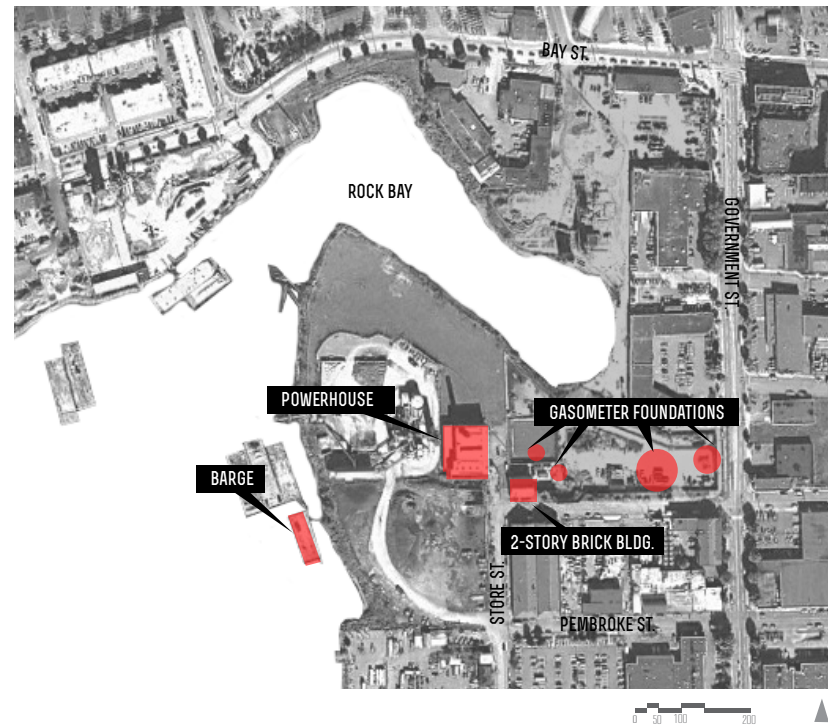 BAY ST.
ROCK BAY
GOVERNMENT ST.
POWERHOUSE
GASOMETER FOUNDATIONS
BARGE
2-STORY BRICK BLDG.
STORE ST.
PEMBROKE ST.
0 50 100 200